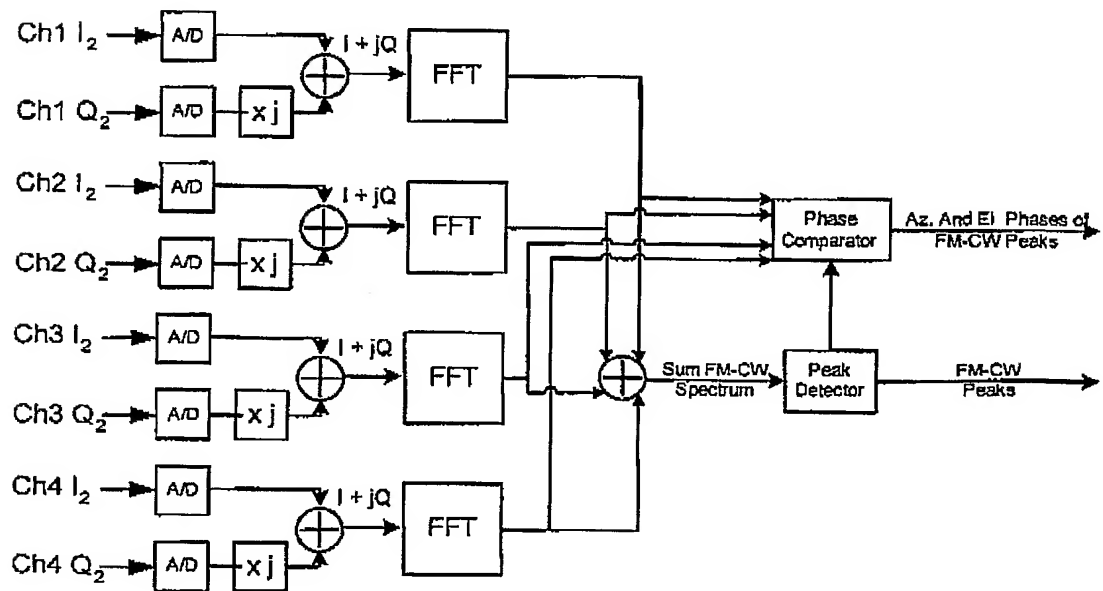 Ch1 I2
A/D
I + jQ
FFT
Ch1 Q2
A/D
x j
Ch2 I2
A/D
I + jQ
FFT
Ch2 Q2
A/D
x j
Phase
Comparator
Az. And El Phases of
FM-CW Peaks
Ch3 I2
A/D
I + jQ
FFT
Ch3 Q2
A/D
x j
Sum FM-CW
Spectrum
Peak
Detector
FM-CW
Peaks
Ch4 I2
A/D
I + jQ
FFT
Ch4 Q2
A/D
x j